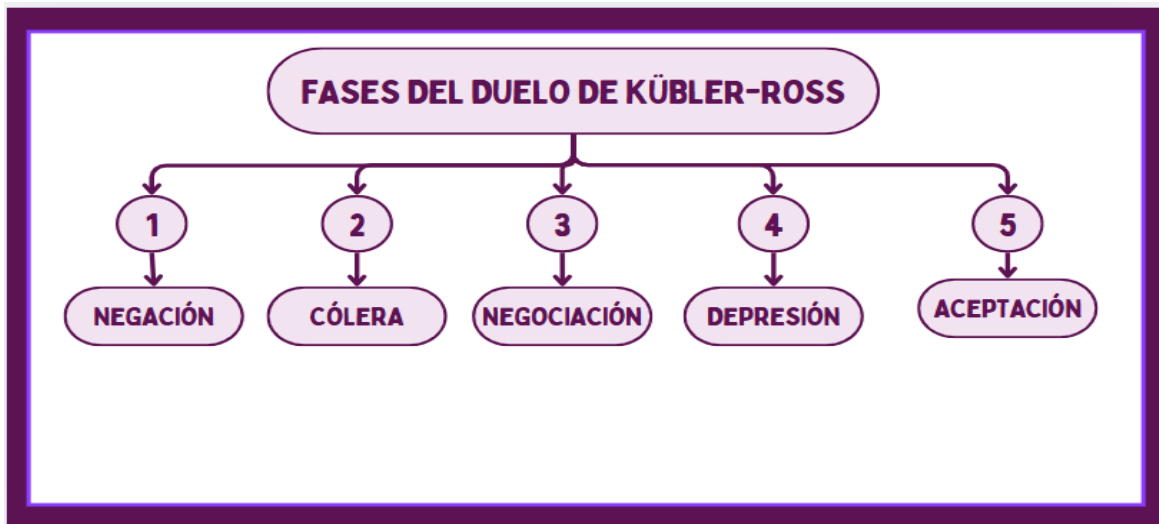 FASES DEL DUELO DE KÜBLER-ROSS
1
2
3
4
5
NEGACIÓN
CÓLERA
NEGOCIACIÓN
DEPRESIÓN
ACEPTACIÓN